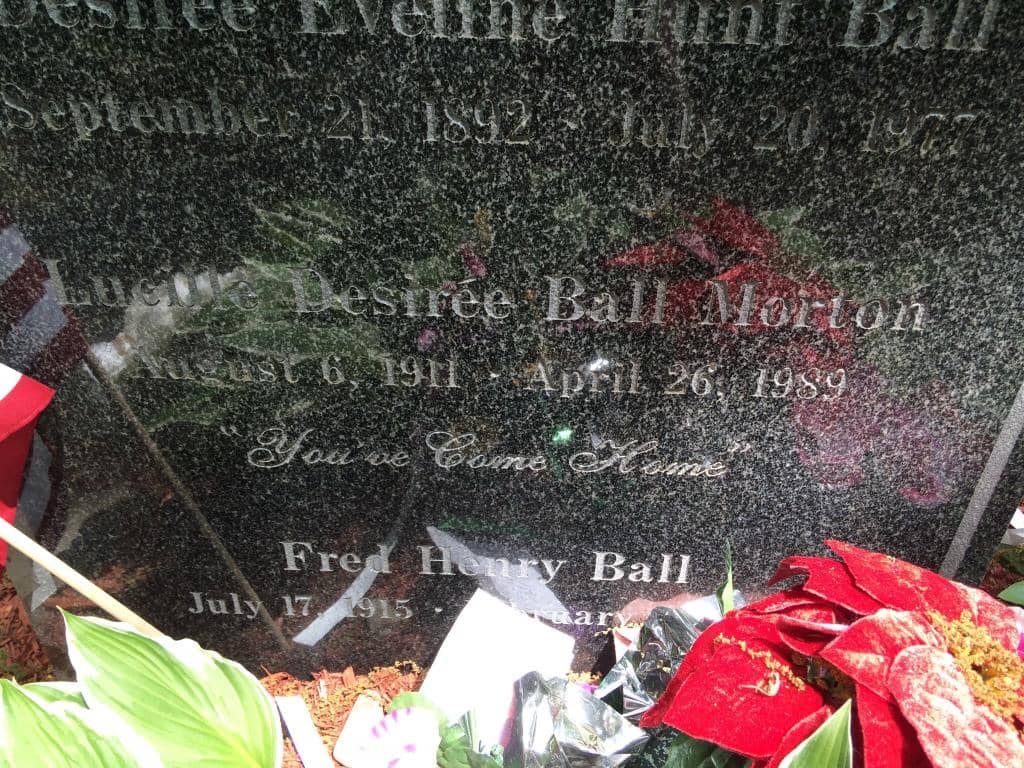 Desirée Eveline Hunt Ball
September 21, 1892 · July 20, 1977
Lucille Desirée Ball Morton
August 6, 1911 · April 26, 1989
"You've Come Home"
Fred Henry Ball
July 17, 1915 ·